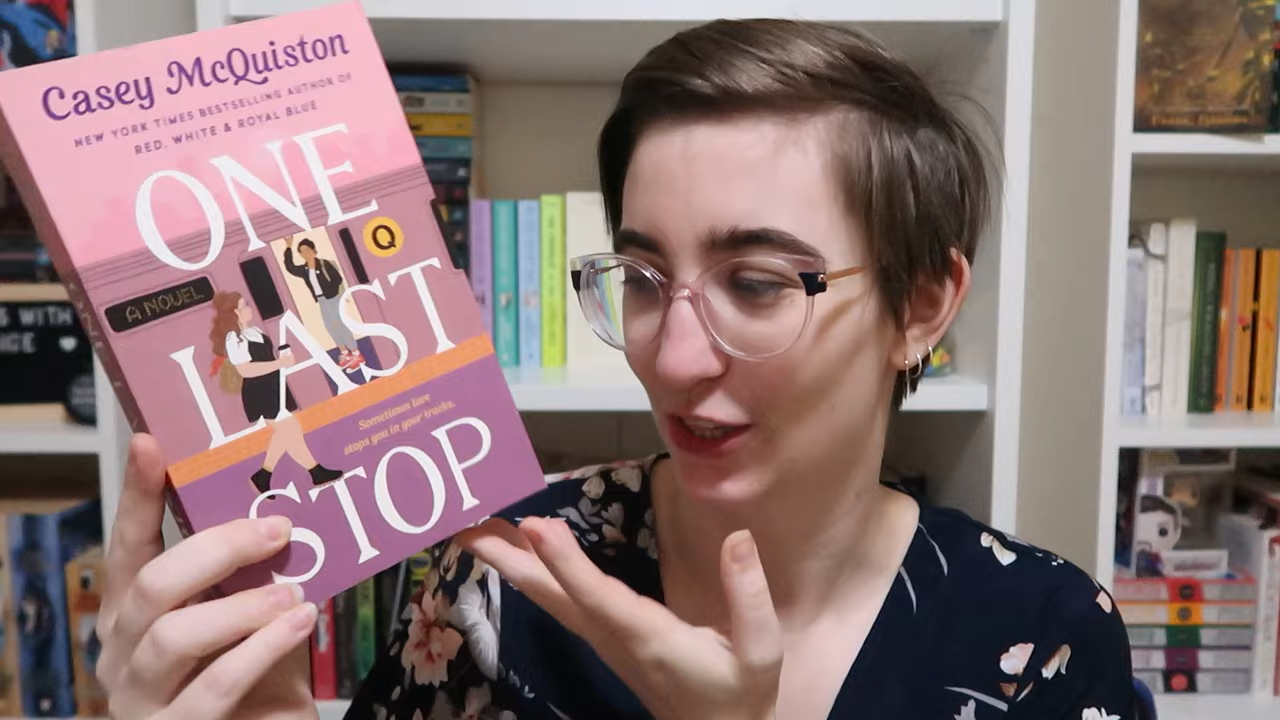 Casey McQuiston
NEW YORK TIMES BESTSELLING AUTHOR OF
RED, WHITE & ROYAL BLUE
ONE
Q
A NOVEL
LAST
Sometimes love
stops you in your tracks.
STOP
S WITH